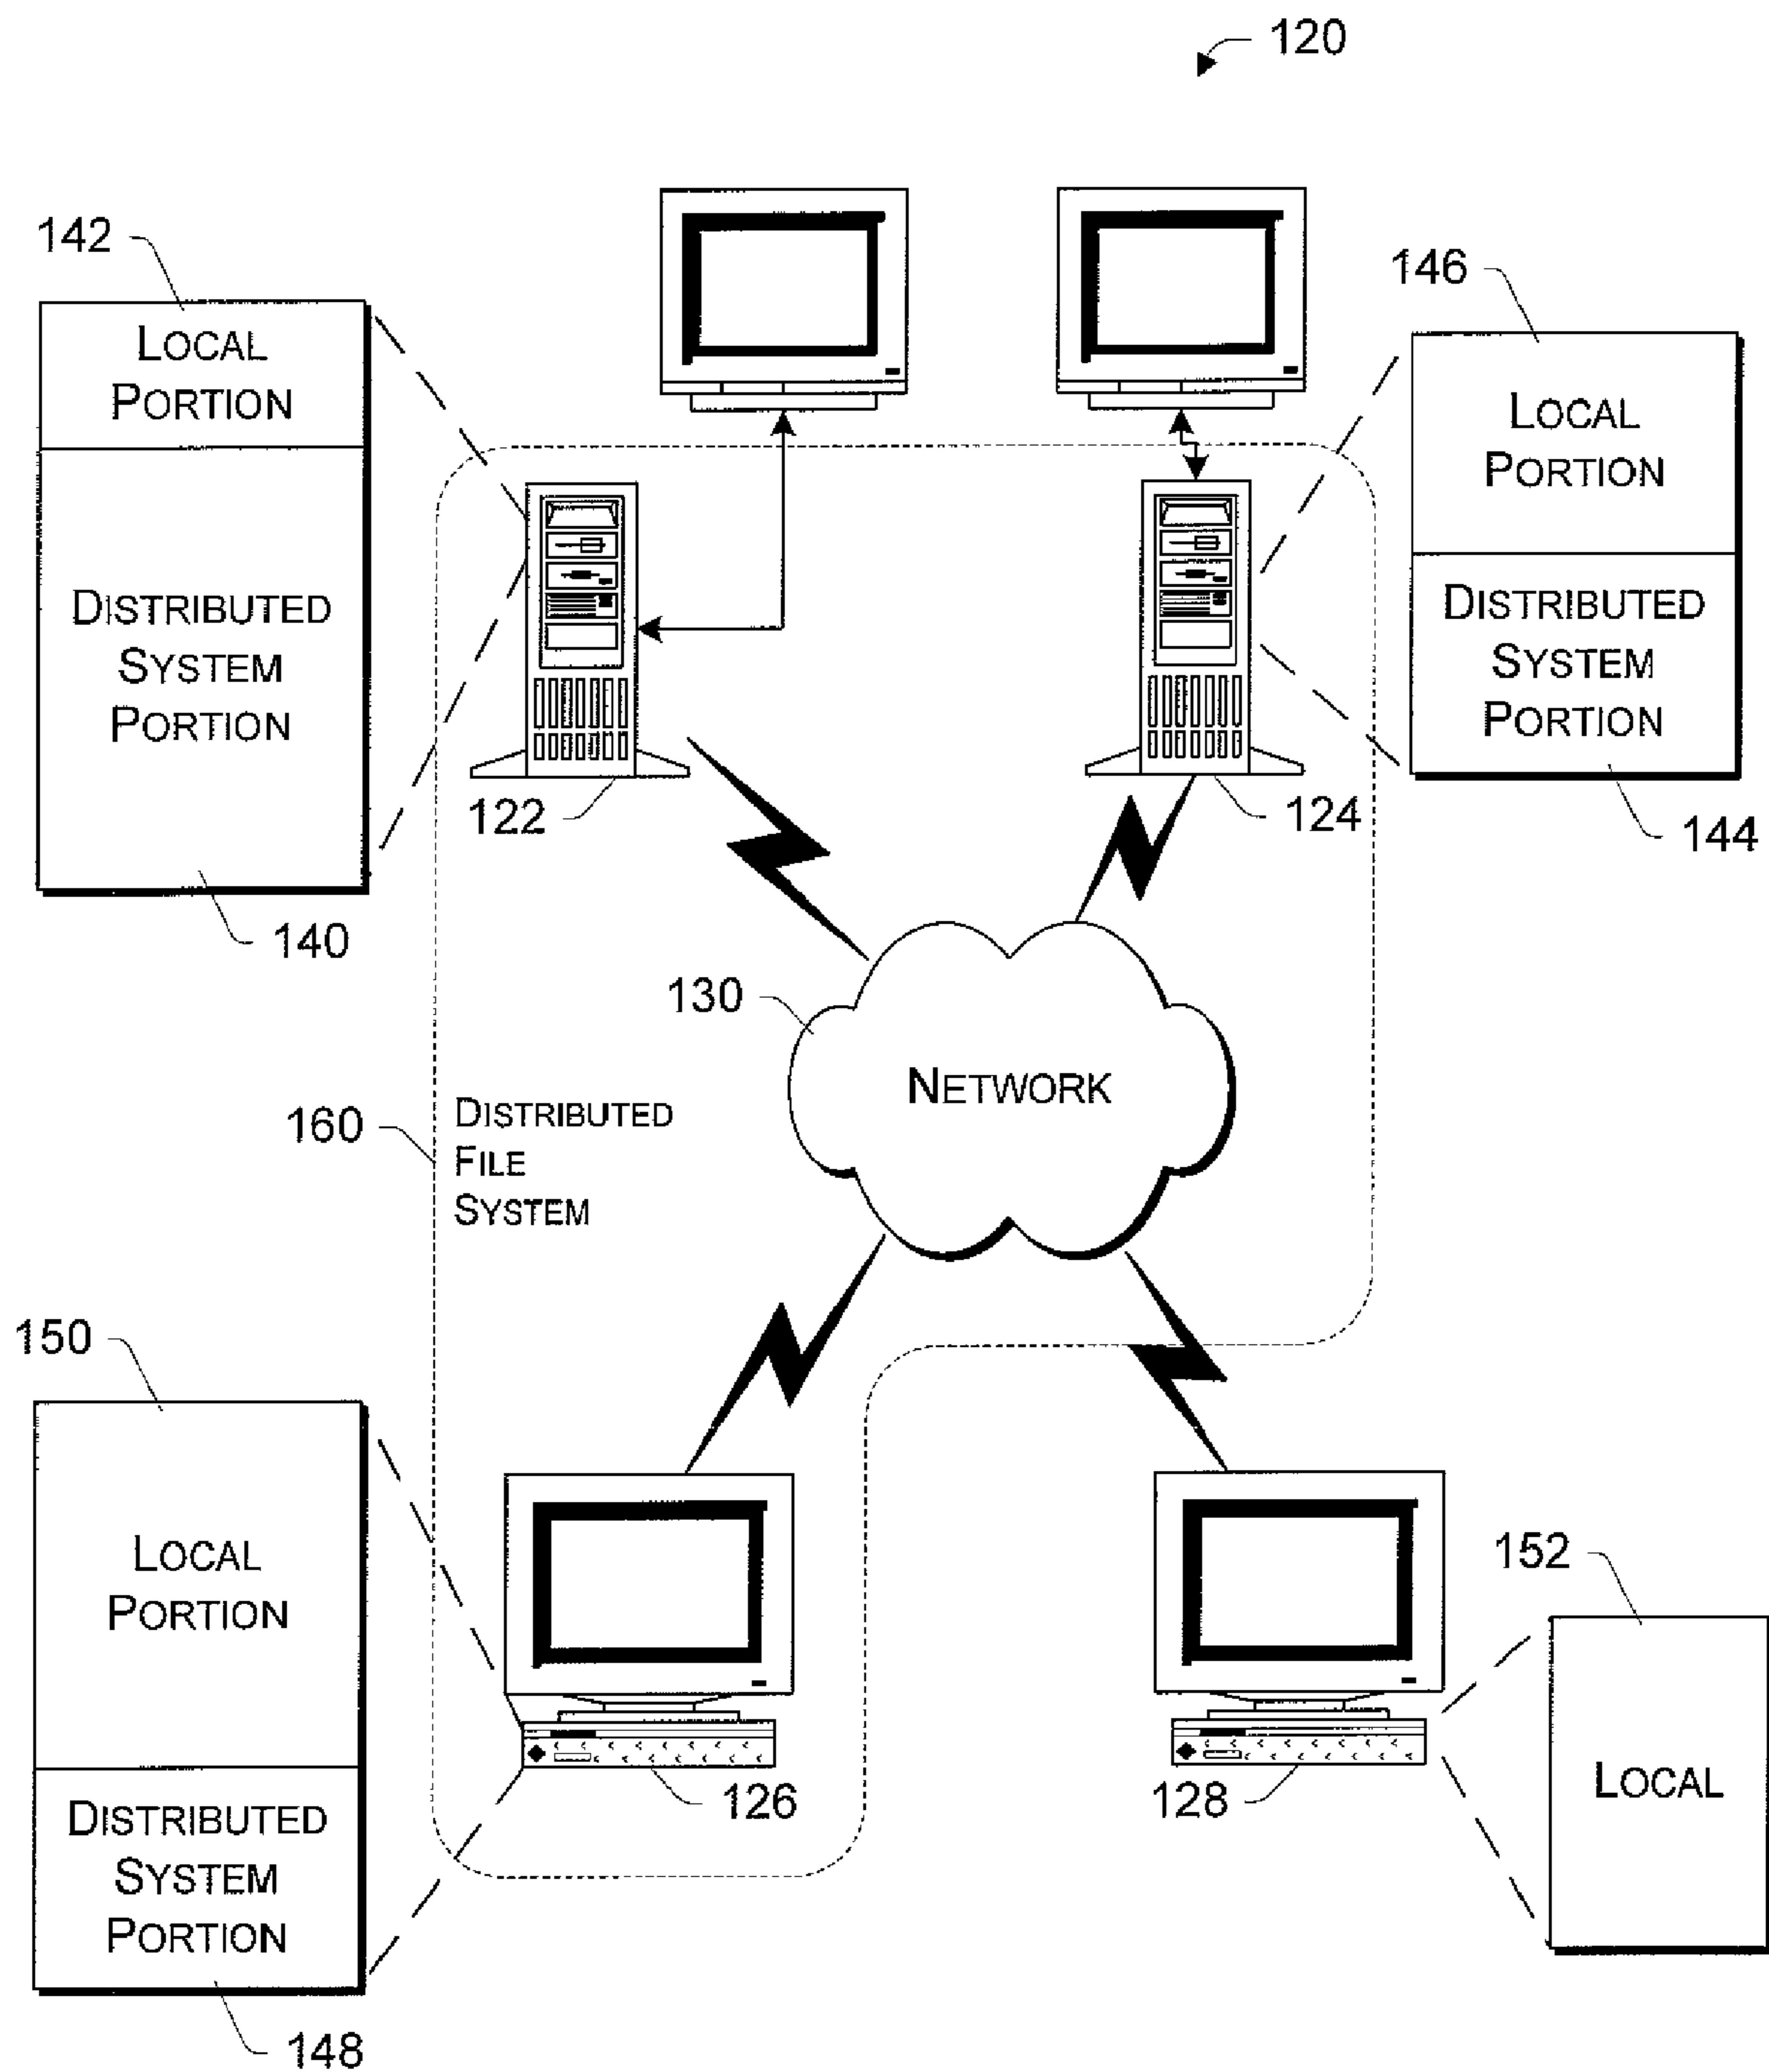 120
142
LOCAL
PORTION
DISTRIBUTED
SYSTEM
PORTION
140
146
LOCAL
PORTION
DISTRIBUTED
SYSTEM
PORTION
144
122
124
130
NETWORK
160
DISTRIBUTED
FILE
SYSTEM
150
LOCAL
PORTION
DISTRIBUTED
SYSTEM
PORTION
148
126
128
152
LOCAL